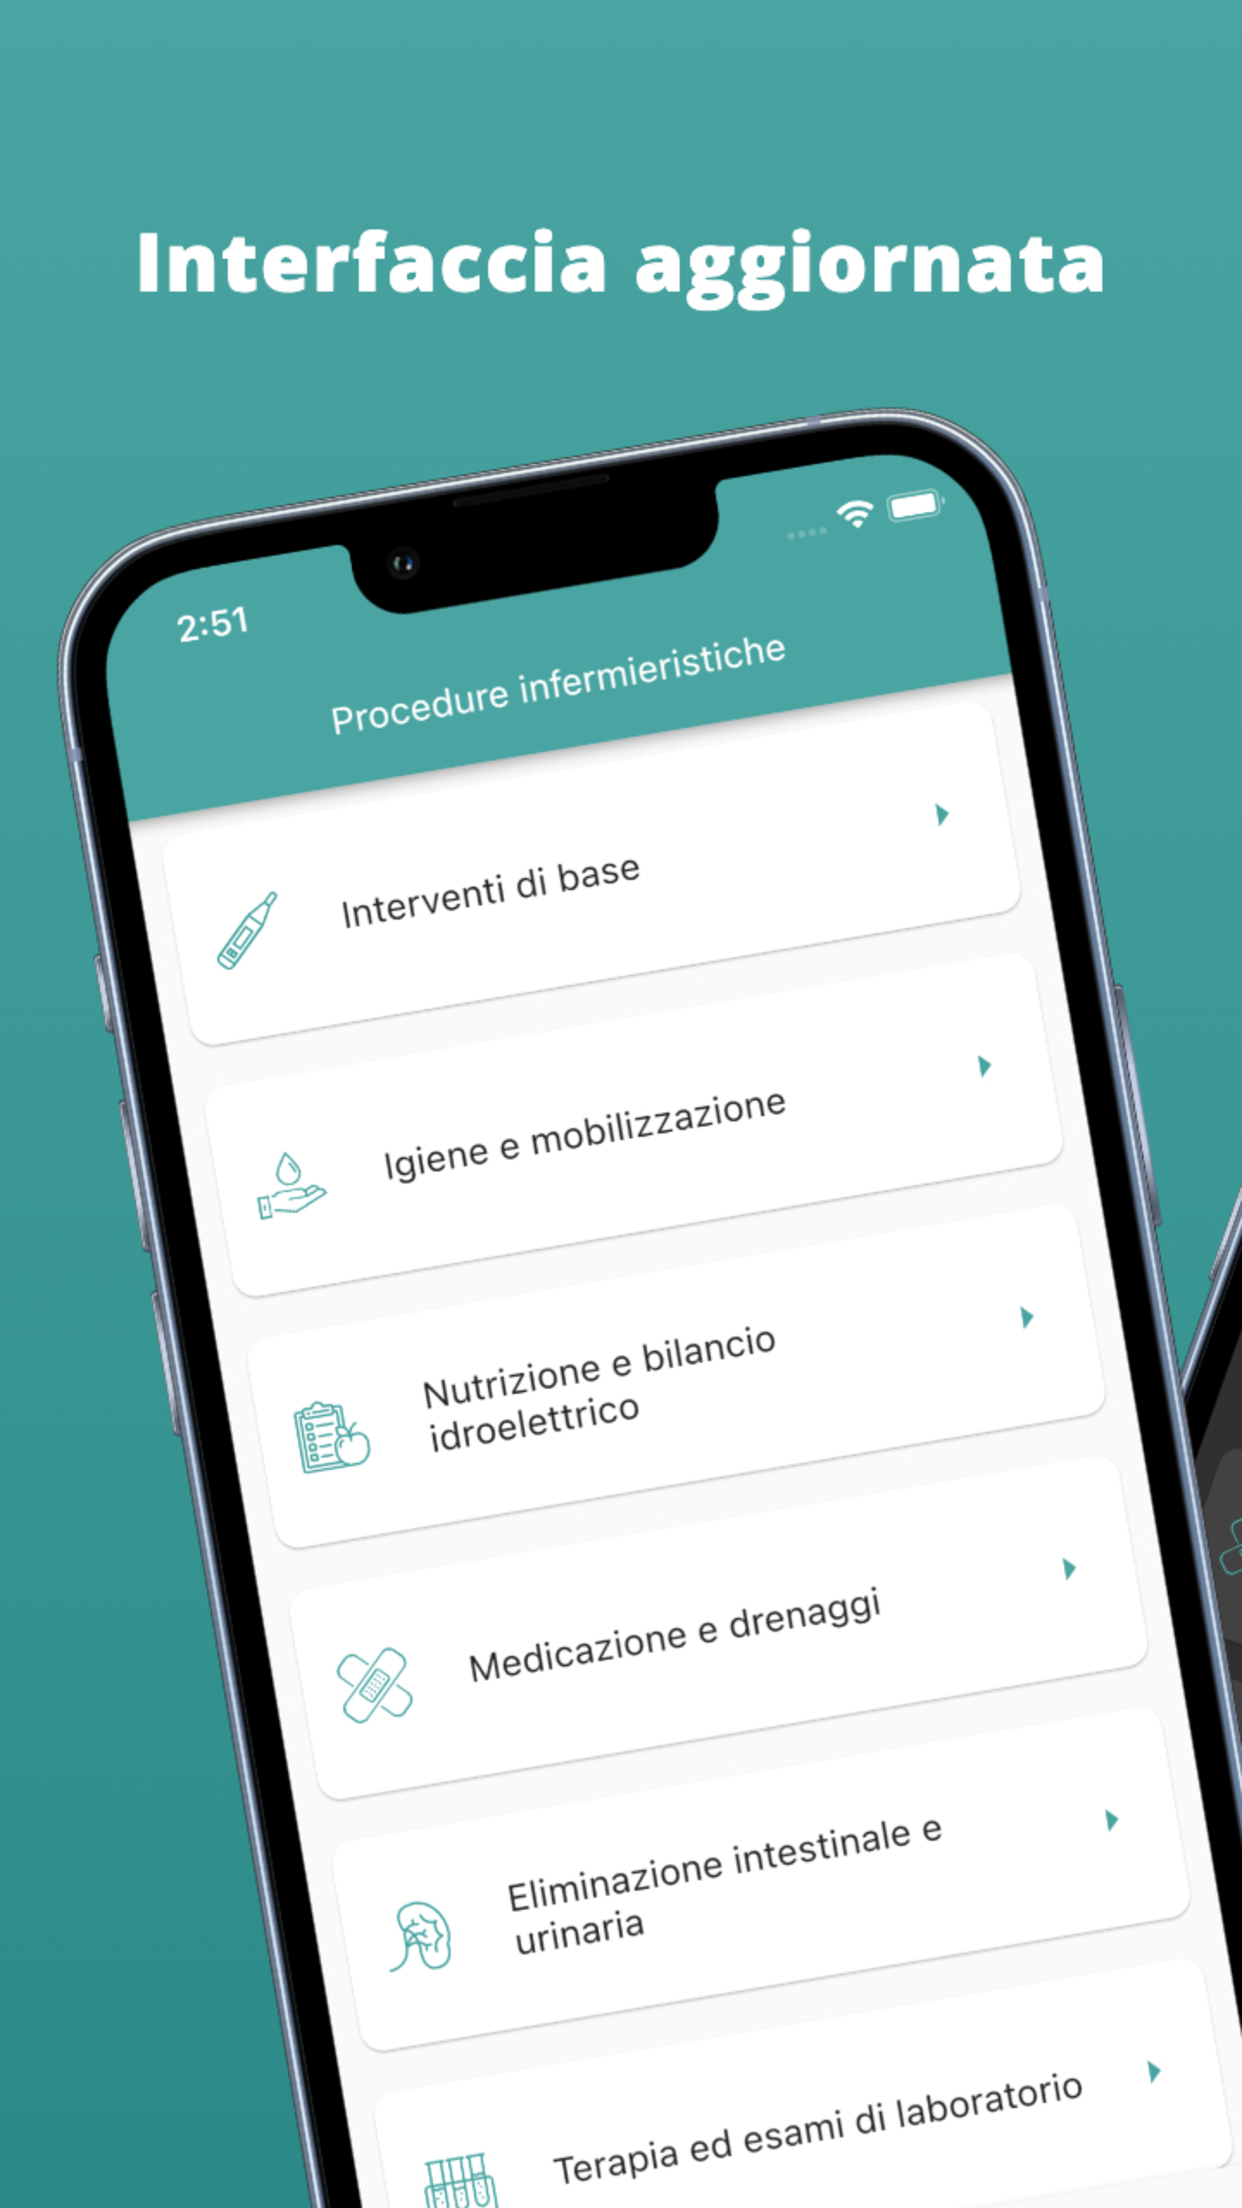 Interfaccia aggiornata
2:51
Procedure infermieristiche
Interventi di base
Igiene e mobilizzazione
Nutrizione e bilancio
idroelettrico
Medicazione e drenaggi
Eliminazione intestinale e
urinaria
Terapia ed esami di laboratorio